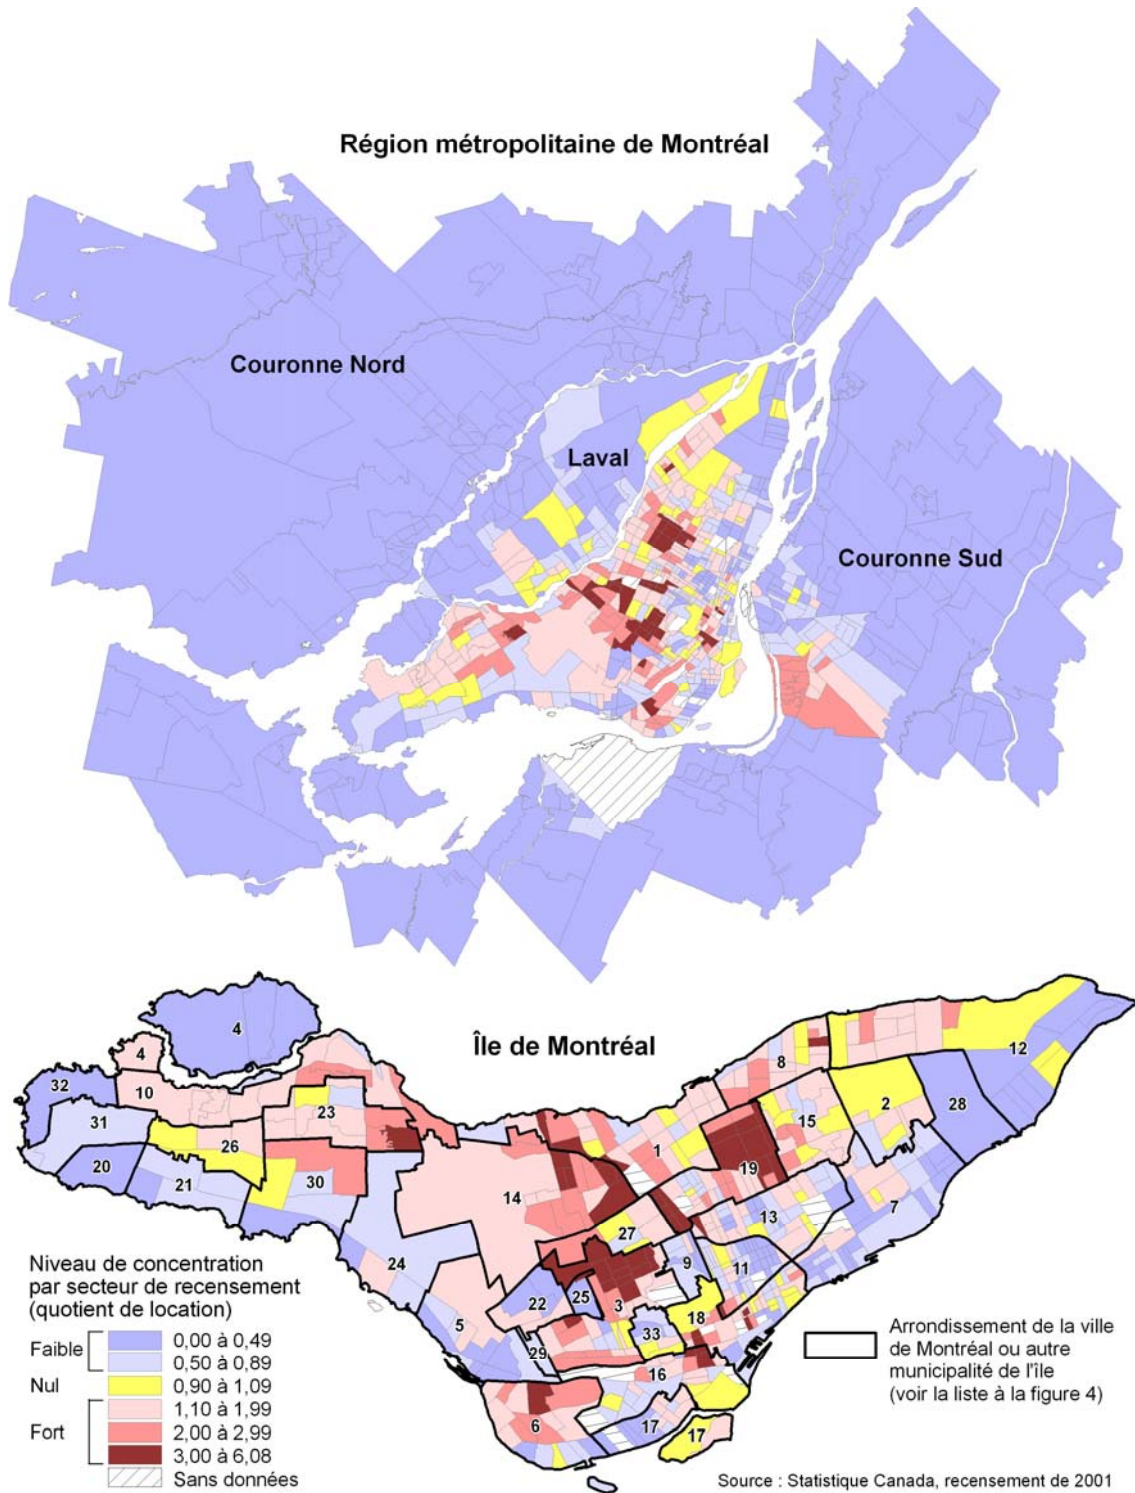 Région métropolitaine de Montréal
Couronne Nord
Laval
Couronne Sud
Île de Montréal
4
4
32
10
31
23
26
20
21
30
24
14
5
22
25
29
27
3
9
33
18
16
6
17
17
1
19
8
15
2
28
12
13
11
7
Niveau de concentration
par secteur de recensement
(quotient de location)
Faible
0,00 à 0,49
0,50 à 0,89
Nul
0,90 à 1,09
Fort
1,10 à 1,99
2,00 à 2,99
3,00 à 6,08
Sans données
Arrondissement de la ville
de Montréal ou autre
municipalité de l'île
(voir la liste à la figure 4)
Source : Statistique Canada, recensement de 2001